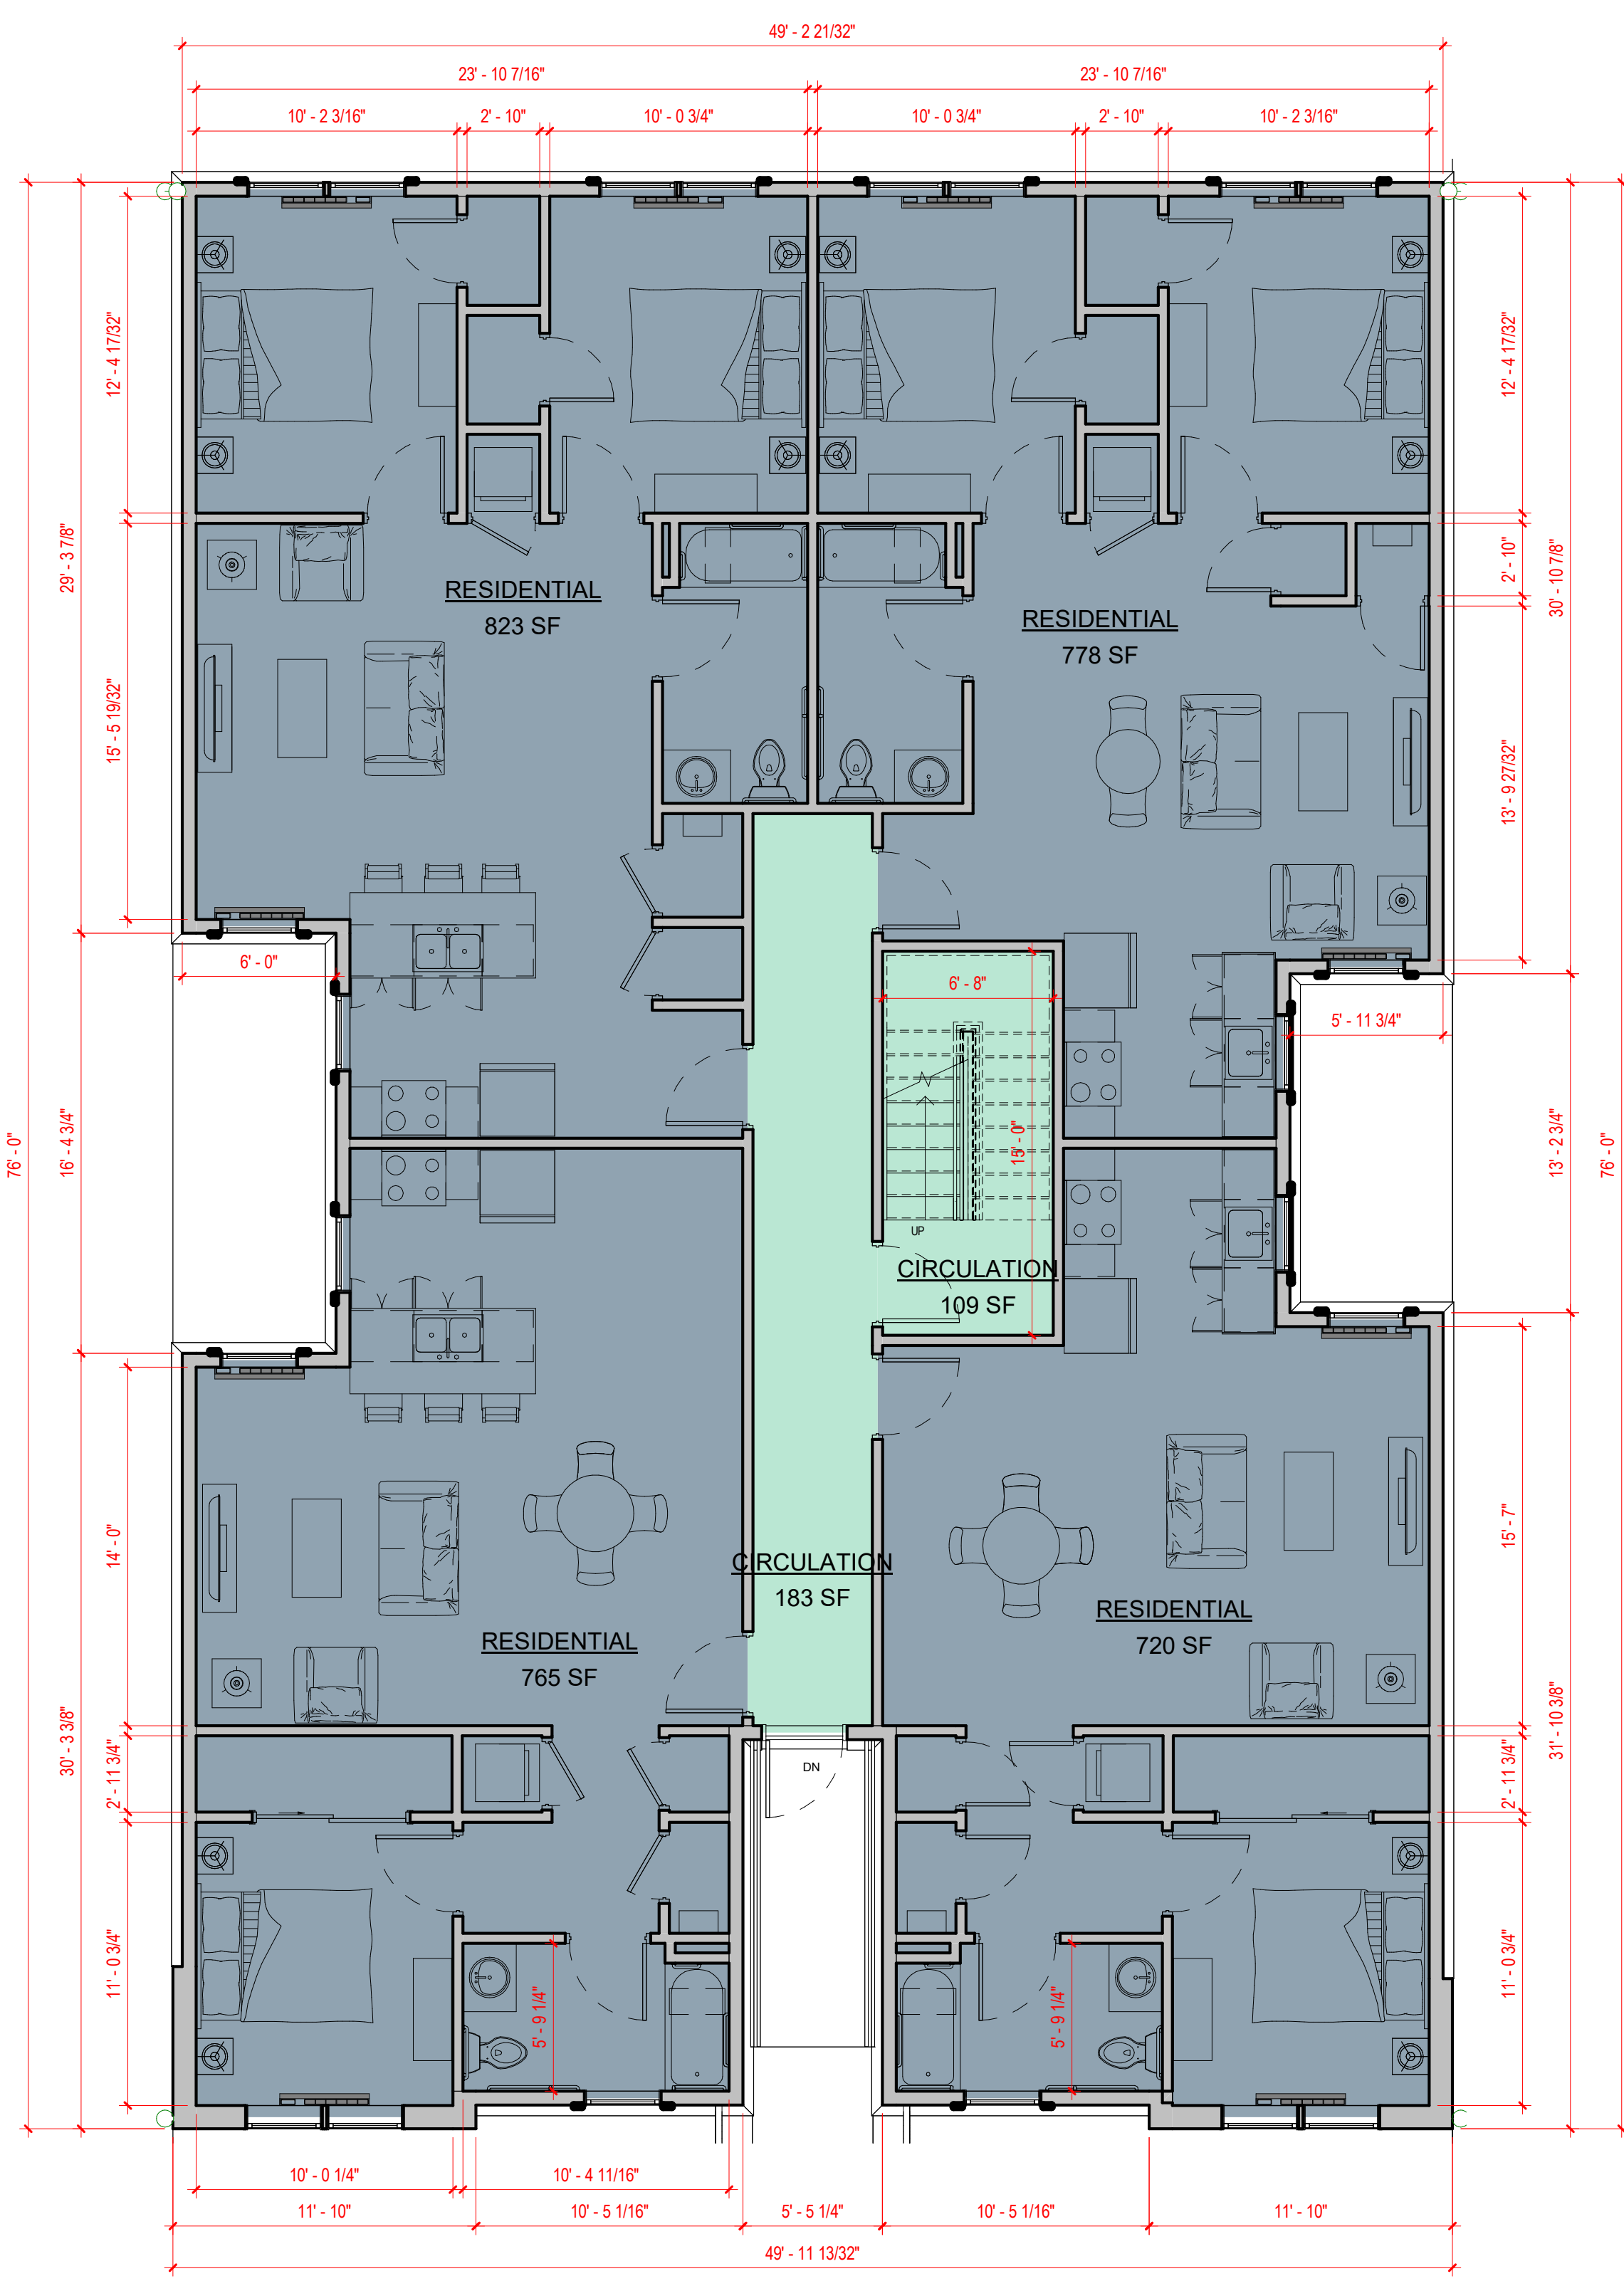 49' - 2 21/32"
23' - 10 7/16"
23' - 10 7/16"
10' - 2 3/16"
2' - 10"
10' - 0 3/4"
10' - 0 3/4"
2' - 10"
10' - 2 3/16"
12' - 4 17/32"
12' - 4 17/32"
29' - 3 7/8"
2' - 10"
30' - 10 7/8"
RESIDENTIAL
823 SF
RESIDENTIAL
778 SF
15' - 5 19/32"
13' - 9 27/32"
6' - 0"
6' - 8"
5' - 11 3/4"
76' - 0"
16' - 4 3/4"
15' - 0"
13' - 2 3/4"
76' - 0"
UP
CIRCULATION
109 SF
14' - 0"
15' - 7"
CIRCULATION
183 SF
RESIDENTIAL
765 SF
RESIDENTIAL
720 SF
30' - 3 3/8"
31' - 10 3/8"
2' - 11 3/4"
DN
2' - 11 3/4"
11' - 0 3/4"
11' - 0 3/4"
5' - 9 1/4"
5' - 9 1/4"
10' - 0 1/4"
10' - 4 11/16"
11' - 10"
10' - 5 1/16"
5' - 5 1/4"
10' - 5 1/16"
11' - 10"
49' - 11 13/32"